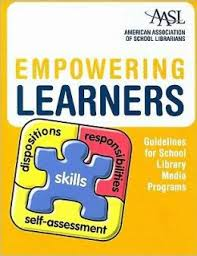 AASL
AMERICAN ASSOCIATION
OF SCHOOL LIBRARIANS
EMPOWERING
LEARNERS
Guidelines
for School
Library
Media
Programs
dispositions
responsibilities
skills
self-assessment